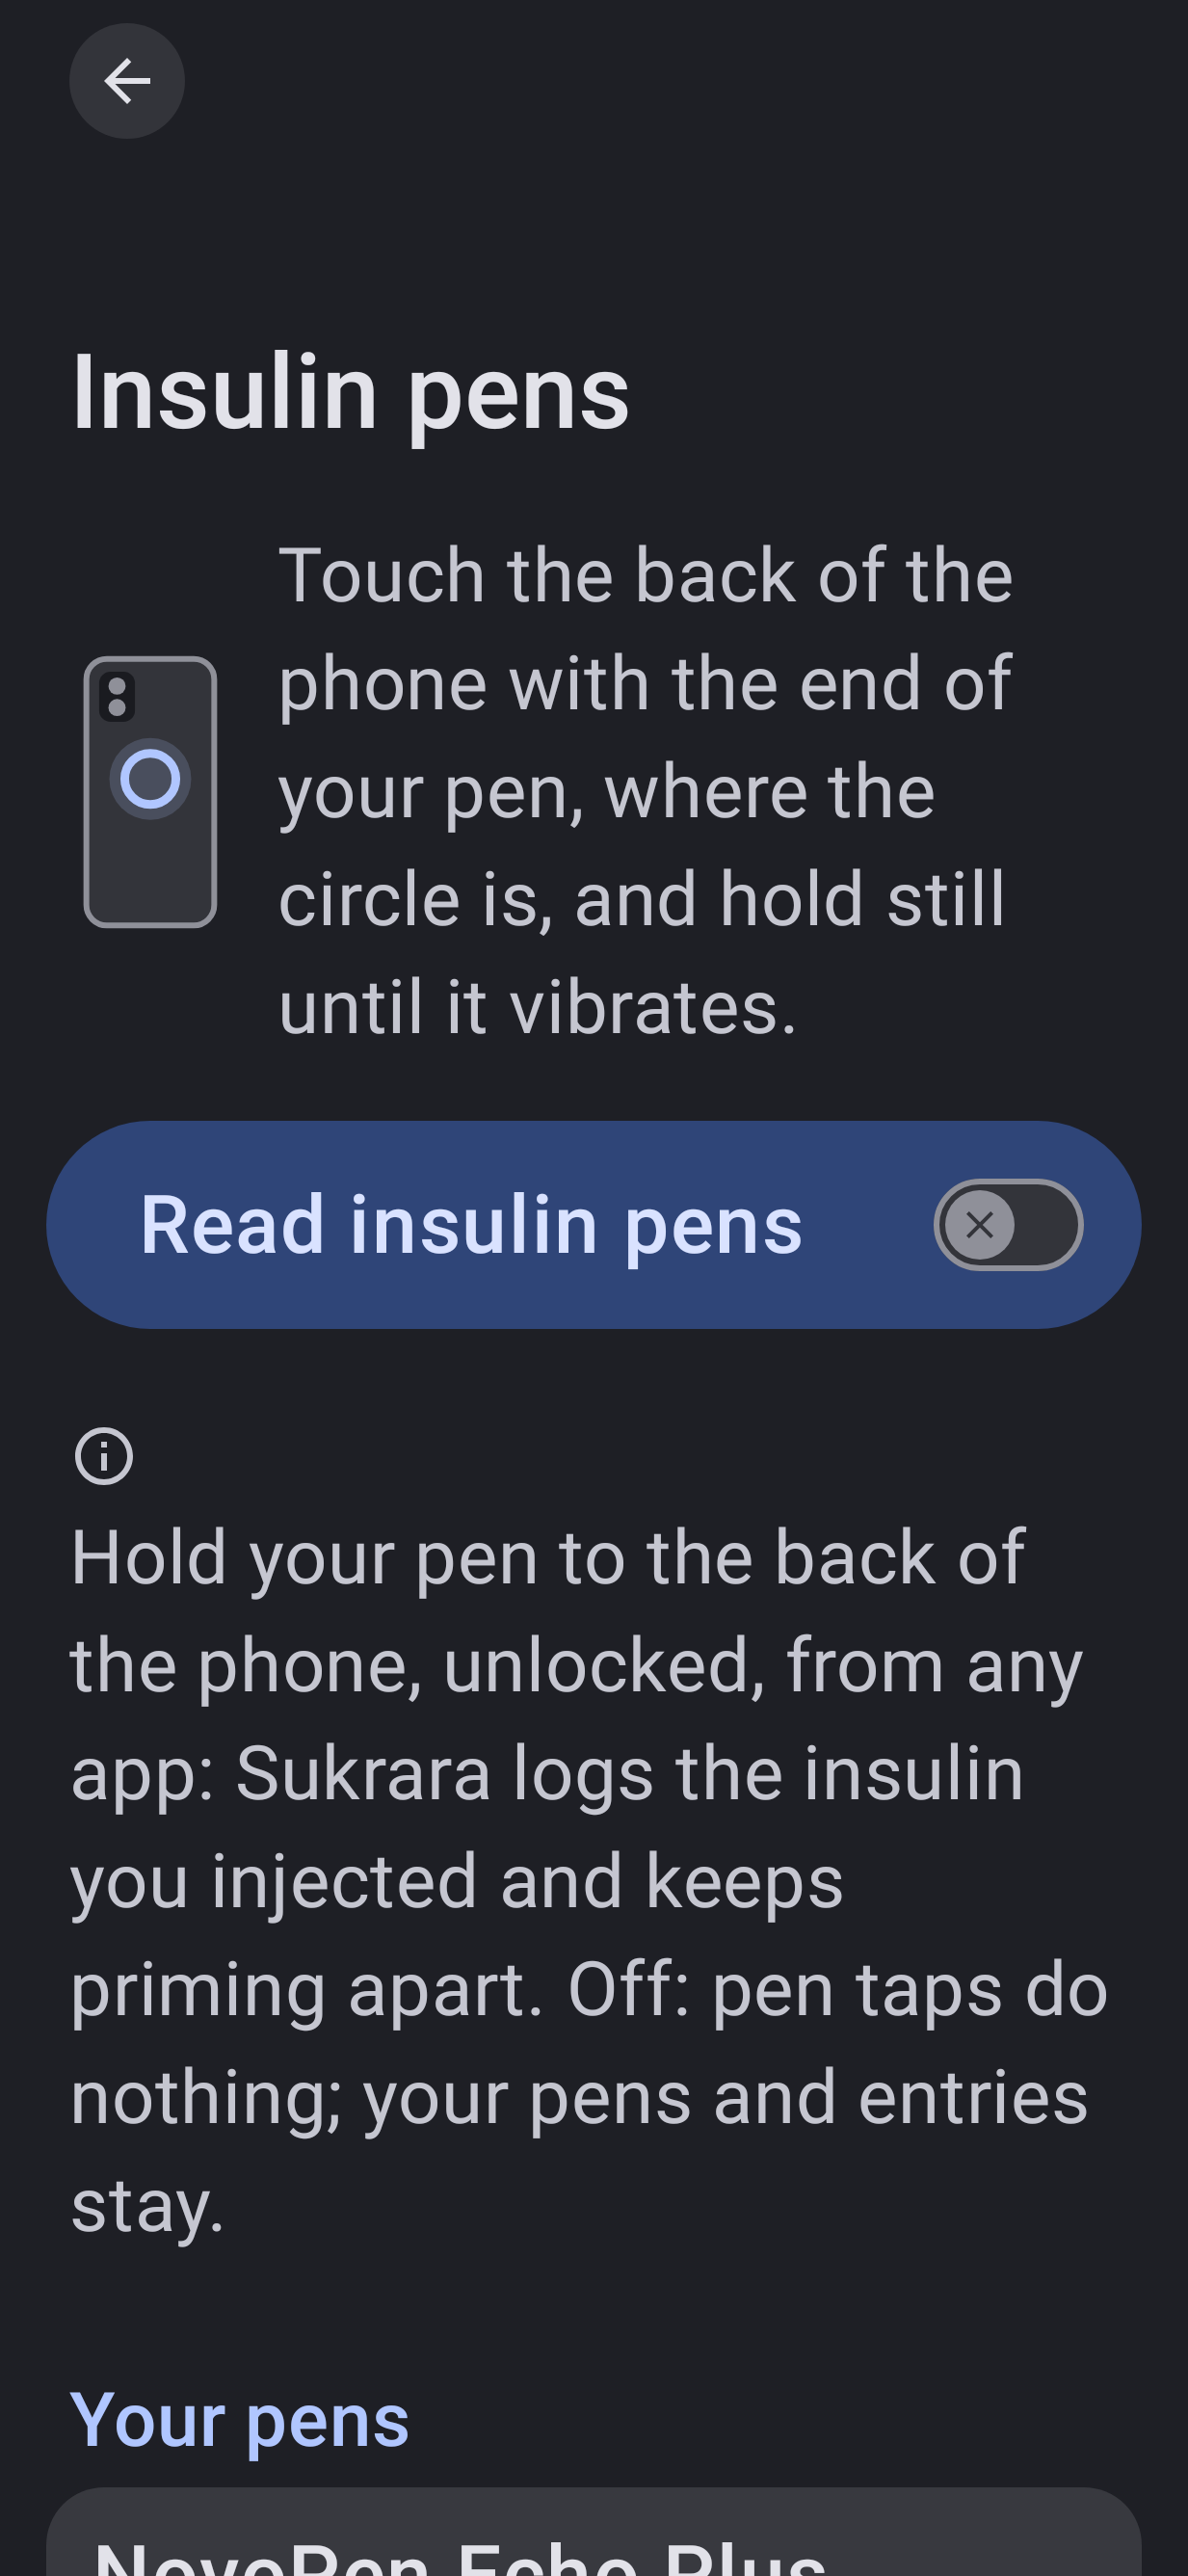 Insulin pens
Touch the back of the
phone with the end of
your pen, where the
circle is, and hold still
until it vibrates.
Read insulin pens
Hold your pen to the back of
the phone, unlocked, from any
app: Sukrara logs the insulin
you injected and keeps
priming apart. Off: pen taps do
nothing; your pens and entries
stay.
Your pens
NovoPen Echo Plus